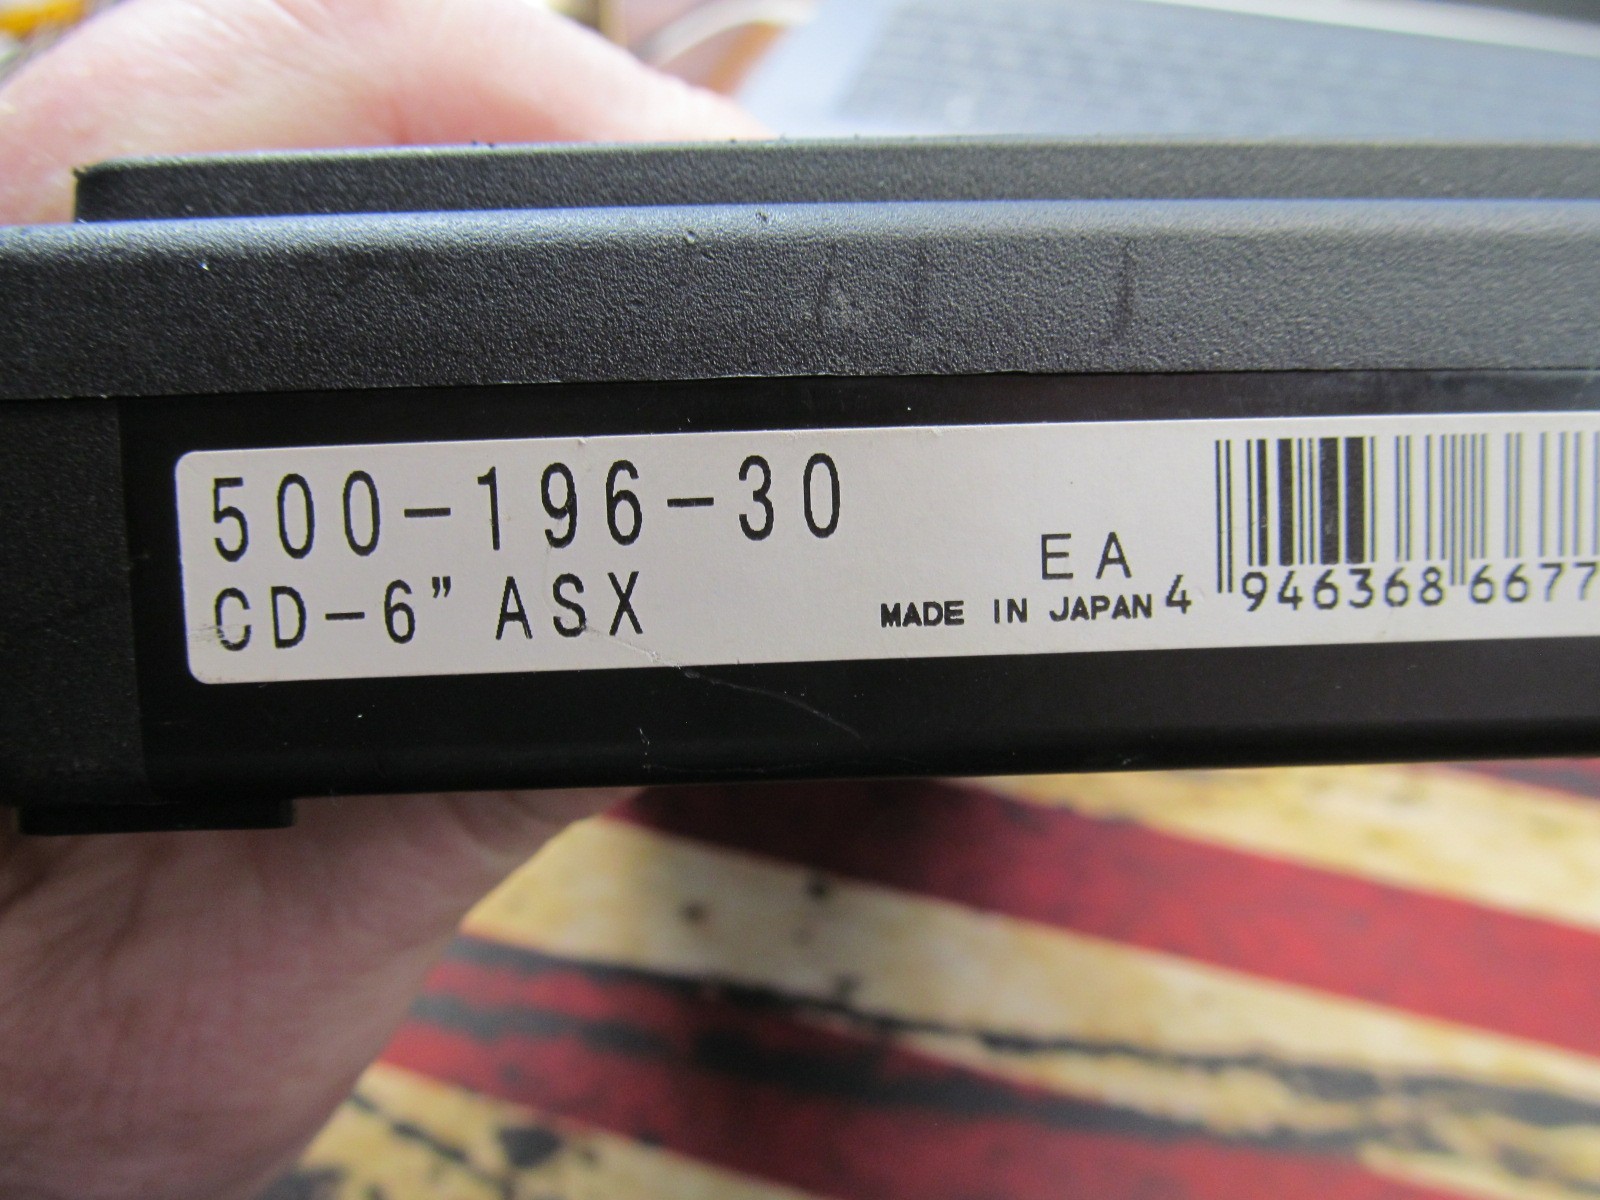 500-196-30
CD-6" ASX
EA
MADE IN JAPAN
4 946368 6677